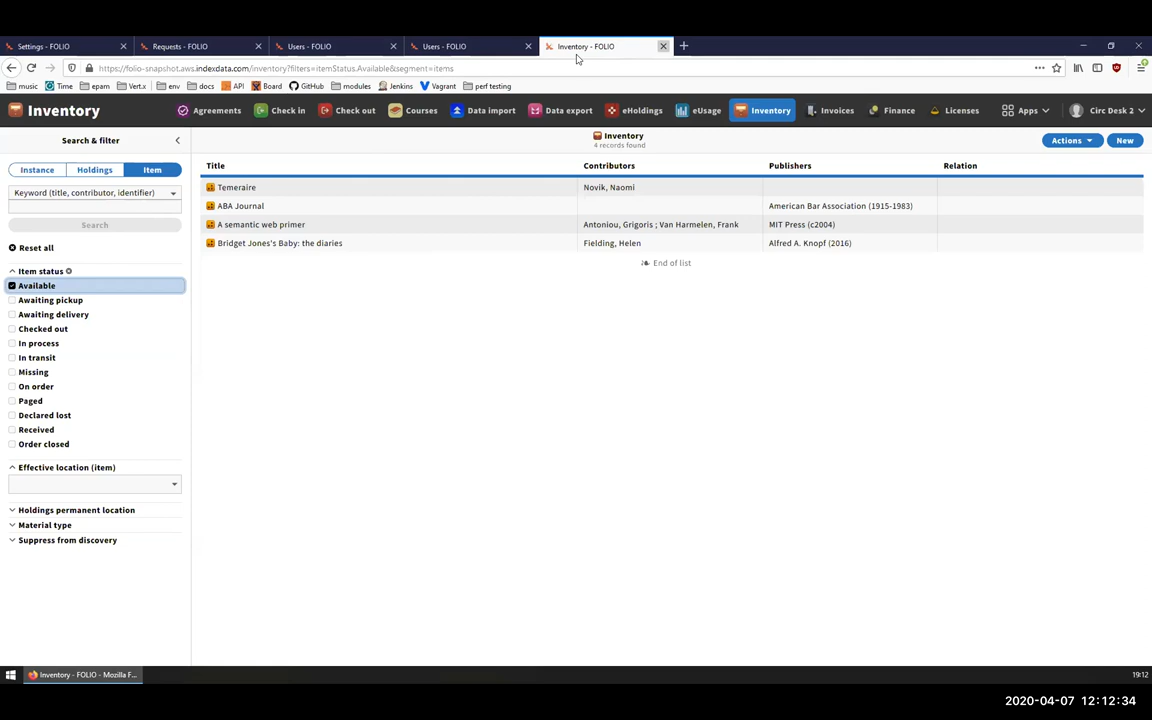 Settings - FOLIO
Requests - FOLIO
Users - FOLIO
Users - FOLIO
Inventory - FOLIO
https://folio-snapshot.aws.indexdata.com/inventory?filters=itemStatus.Available&segment=items
music
Time
epam
Vert.x
env
docs
API
Board
GitHub
modules
Jenkins
Vagrant
perf testing
Inventory
Agreements
Check in
Check out
Courses
Data import
Data export
eHoldings
eUsage
Inventory
Invoices
Finance
Licenses
Apps
Circ Desk 2
Search & filter
Inventory
4 records found
Actions
New
Instance
Holdings
Item
Keyword (title, contributor, identifier)
Search
Reset all
Item status
Available
Awaiting pickup
Awaiting delivery
Checked out
In process
In transit
Missing
On order
Paged
Declared lost
Received
Order closed
Effective location (item)
Holdings permanent location
Material type
Suppress from discovery
Title Contributors Publishers Relation
Temeraire Novik, Naomi
ABA Journal American Bar Association (1915-1983)
A semantic web primer Antoniou, Grigoris ; Van Harmelen, Frank MIT Press (c2004)
Bridget Jones's Baby: the diaries Fielding, Helen Alfred A. Knopf (2016)
End of list
Inventory - FOLIO - Mozilla F...
19:12
2020-04-07 12:12:34